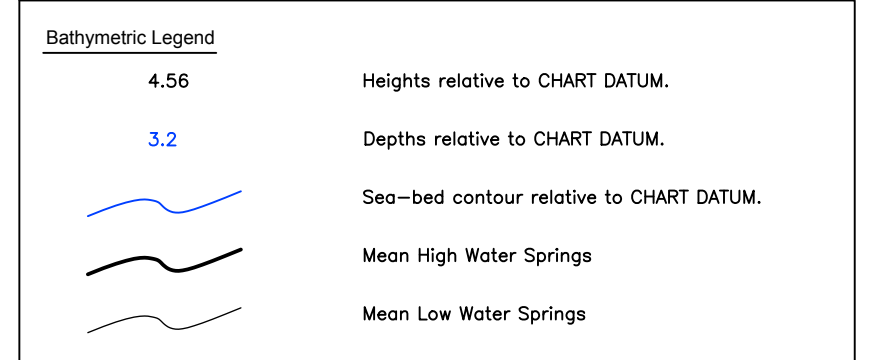 Bathymetric Legend
4.56 Heights relative to CHART DATUM.
3.2 Depths relative to CHART DATUM.
Sea-bed contour relative to CHART DATUM.
Mean High Water Springs
Mean Low Water Springs